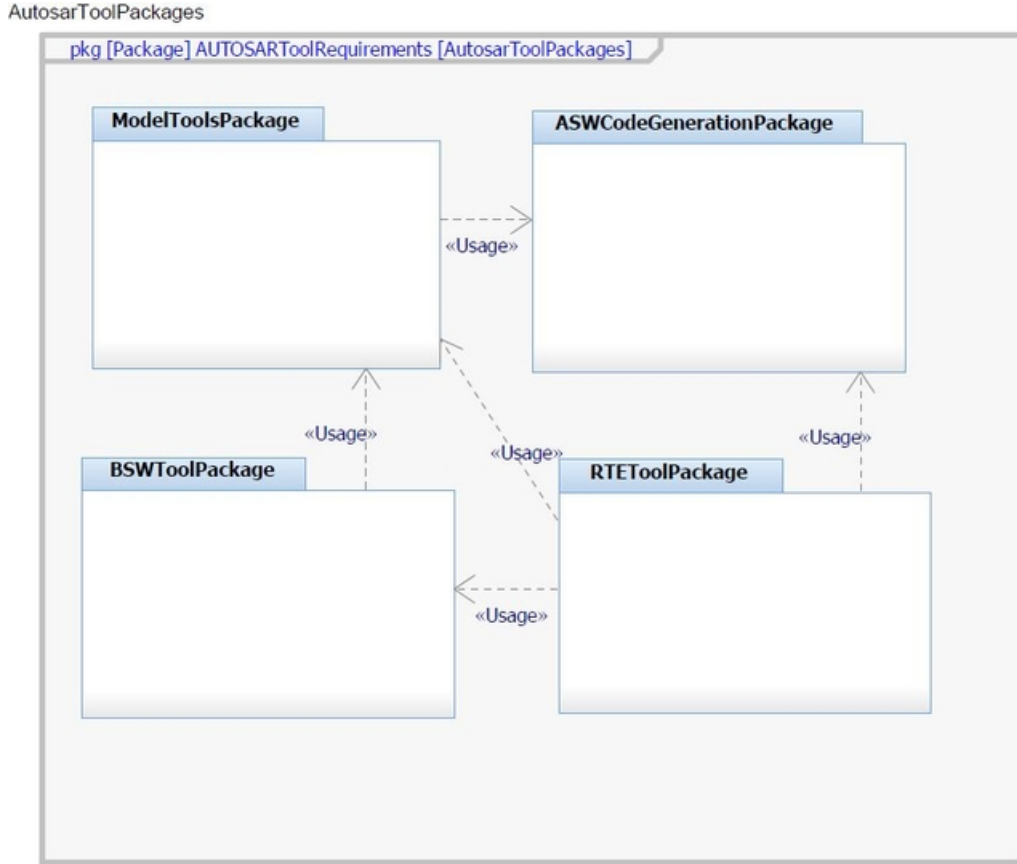 AutosarToolPackages
pkg [Package] AUTOSARToolRequirements [AutosarToolPackages]
ModelToolsPackage
ASWCodeGenerationPackage
«Usage»
«Usage»
«Usage»
«Usage»
BSWToolPackage
RTEToolPackage
«Usage»